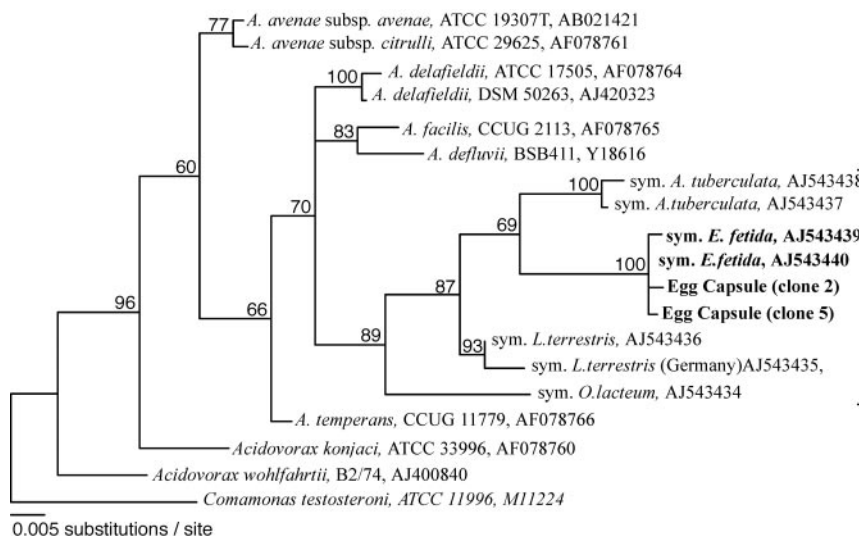 77
A. avenae subsp. avenae, ATCC 19307T, AB021421
A. avenae subsp. citrulli, ATCC 29625, AF078761
100
A. delafieldii, ATCC 17505, AF078764
A. delafieldii, DSM 50263, AJ420323
83
A. facilis, CCUG 2113, AF078765
A. defluvii, BSB411, Y18616
60
100
sym. A. tuberculata, AJ543438
sym. A.tuberculata, AJ543437
70
69
sym. E. fetida, AJ543439
100
sym. E.fetida, AJ543440
Egg Capsule (clone 2)
87
Egg Capsule (clone 5)
96
66
89
93
sym. L.terrestris, AJ543436
sym. L.terrestris (Germany)AJ543435,
sym. O.lacteum, AJ543434
A. temperans, CCUG 11779, AF078766
Acidovorax konjaci, ATCC 33996, AF078760
Acidovorax wohlfahrtii, B2/74, AJ400840
Comamonas testosteroni, ATCC 11996, M11224
0.005 substitutions / site